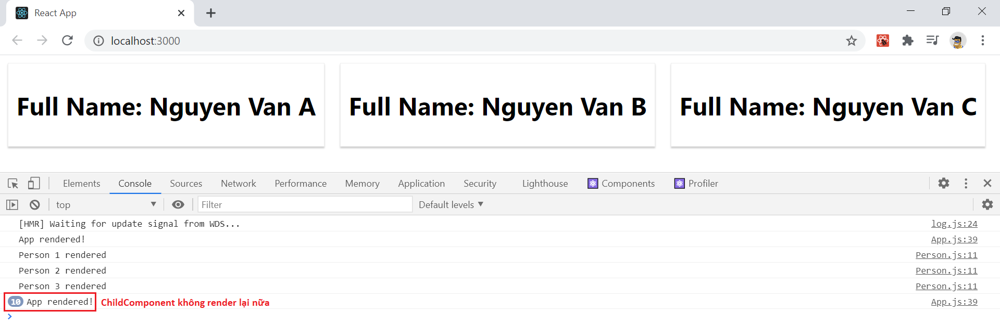 React App
localhost:3000
Full Name: Nguyen Van A
Full Name: Nguyen Van B
Full Name: Nguyen Van C
Elements Console Sources Network Performance Memory Application Security Lighthouse Components Profiler
top Filter Default levels
[HMR] Waiting for update signal from WDS... log.js:24
App rendered! App.js:39
Person 1 rendered Person.js:11
Person 2 rendered Person.js:11
Person 3 rendered Person.js:11
10 App rendered! ChildComponent không render lại nữa App.js:39